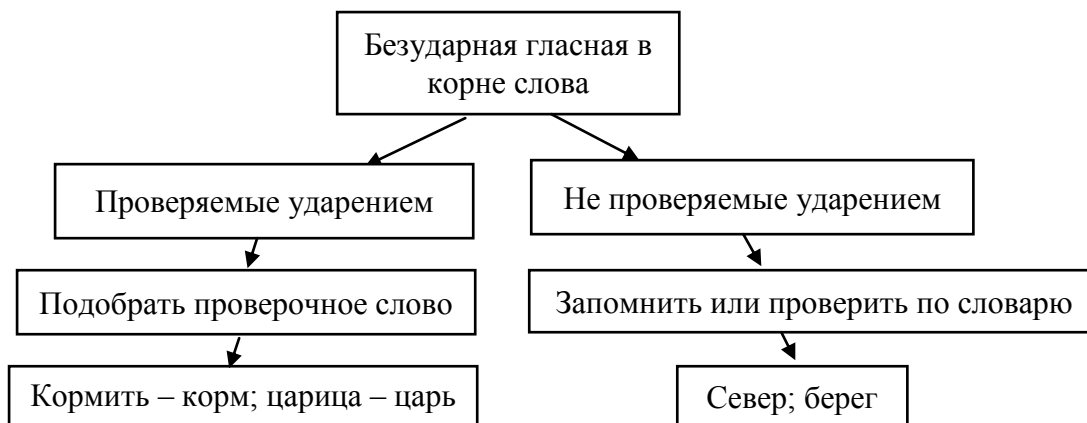 Безударная гласная в
корне слова
Проверяемые ударением
Не проверяемые ударением
Подобрать проверочное слово
Запомнить или проверить по словарю
Кормить – корм; царица – царь
Север; берег